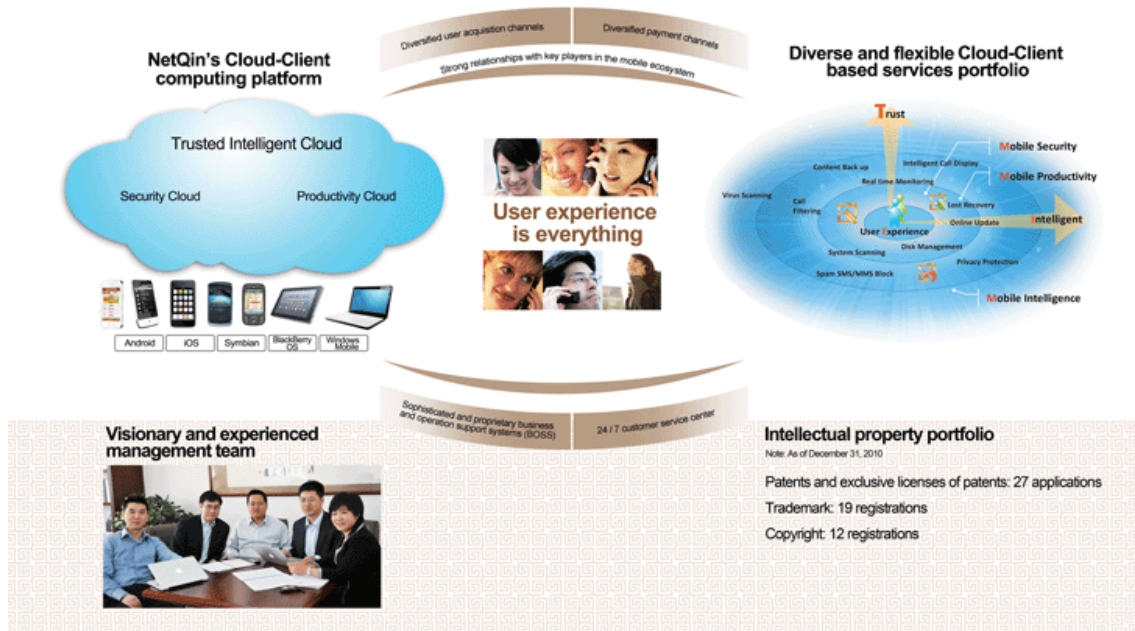 Diversified user acquisition channels
Diversified payment channels
Strong relationships with key players in the mobile ecosystem
NetQin's Cloud-Client
computing platform
Trusted Intelligent Cloud
Security Cloud
Productivity Cloud
Android
iOS
Symbian
BlackBerry
OS
Windows
Mobile
User experience
is everything
Diverse and flexible Cloud-Client
based services portfolio
Trust
Mobile Security
Intelligent Call Display
Content Back up
Mobile Productivity
Real time Monitoring
Virus Scanning
Call
Filtering
Lost Recovery
Intelligent
Online Update
User Experience
Disk Management
System Scanning
Privacy Protection
Spam SMS/MMS Block
Mobile Intelligence
Sophisticated and proprietary business
and operation support systems (BOSS)
24 / 7 customer service center
Visionary and experienced
management team
Intellectual property portfolio
Note: As of December 31, 2010
Patents and exclusive licenses of patents: 27 applications
Trademark: 19 registrations
Copyright: 12 registrations